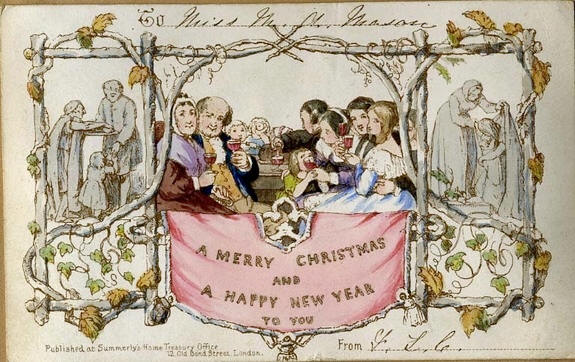 To Miss M. A. Mason
A MERRY CHRISTMAS
AND
A HAPPY NEW YEAR
TO YOU
Published at Summerly's Home Treasury Office
12, Old Bond Street, London.
From